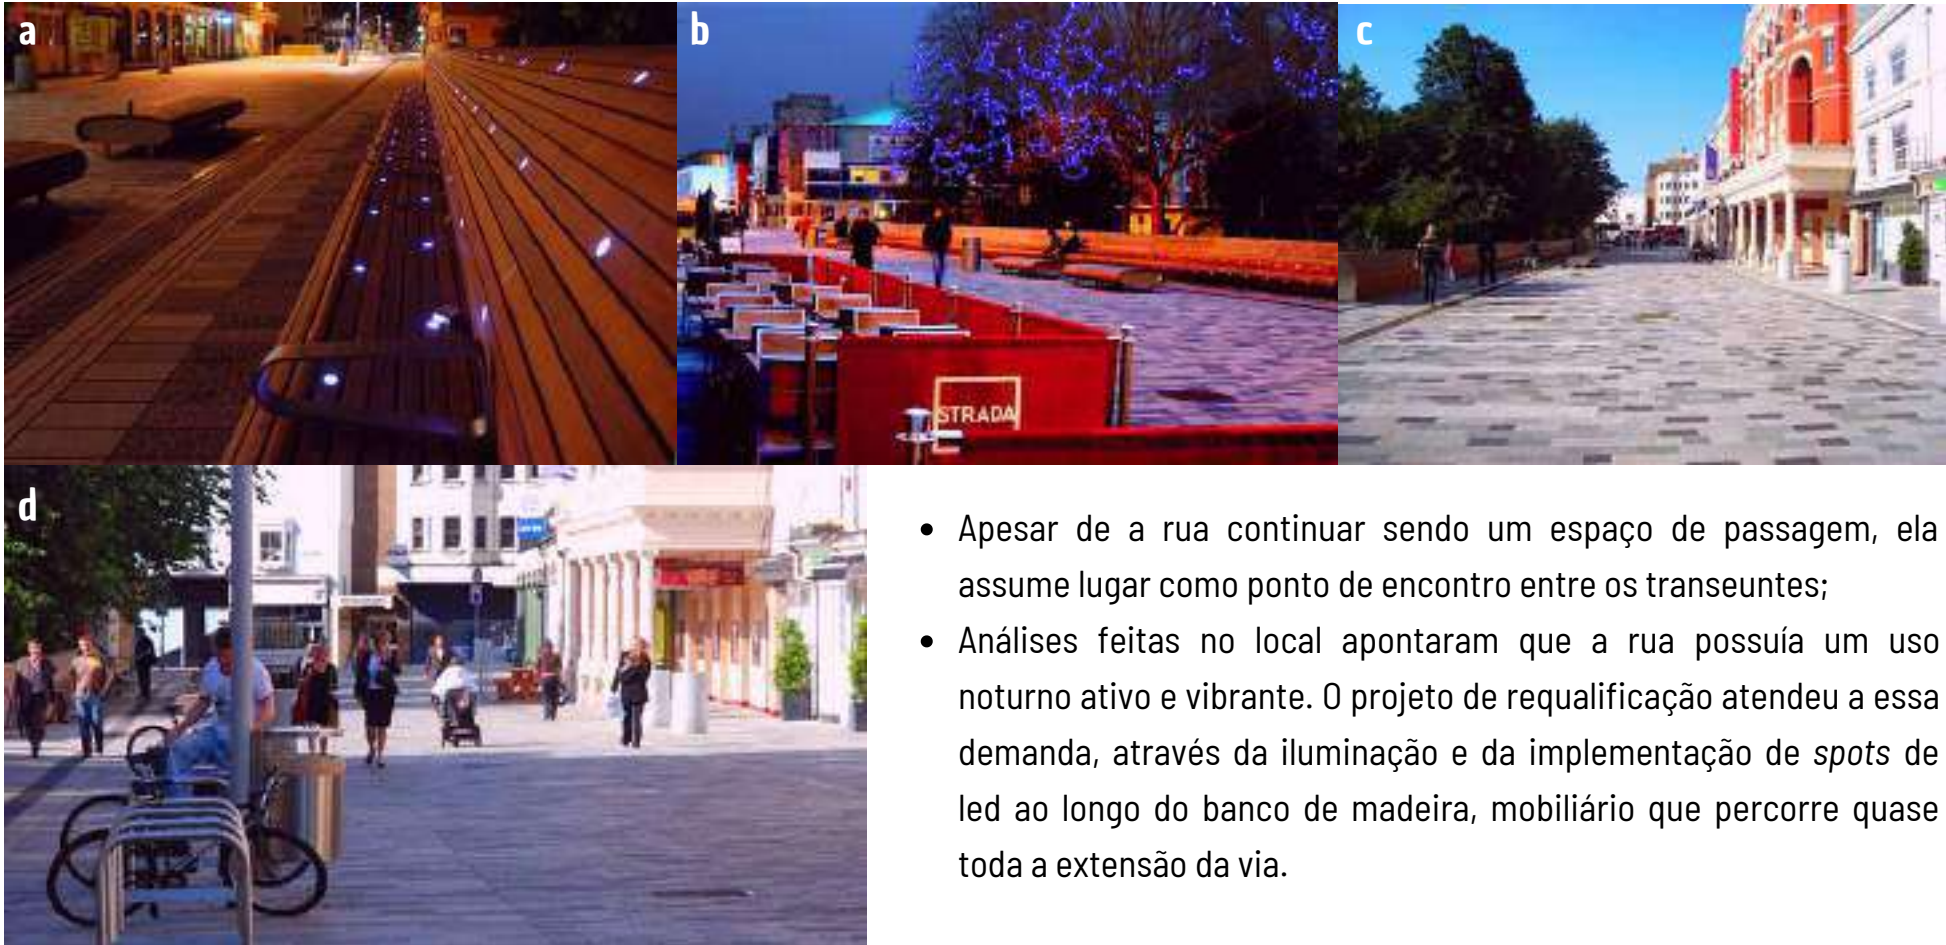 a
b
c
STRADA
d
• Apesar de a rua continuar sendo um espaço de passagem, ela
assume lugar como ponto de encontro entre os transeuntes;
• Análises feitas no local apontaram que a rua possuía um uso
noturno ativo e vibrante. O projeto de requalificação atendeu a essa
demanda, através da iluminação e da implementação de spots de
led ao longo do banco de madeira, mobiliário que percorre quase
toda a extensão da via.